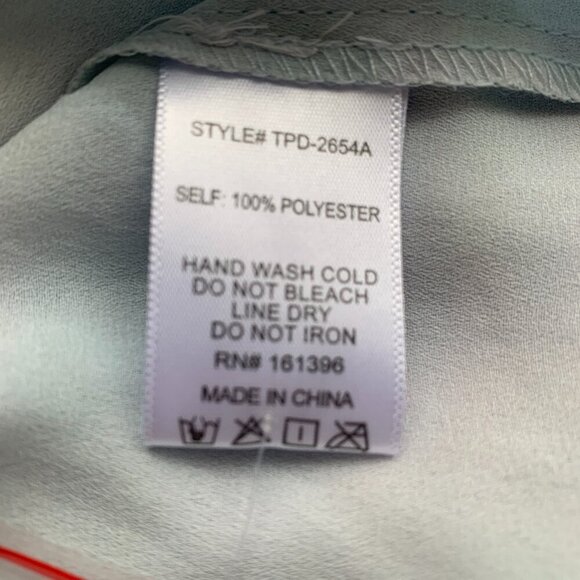 STYLE# TPD-2654A
SELF: 100% POLYESTER
HAND WASH COLD
DO NOT BLEACH
LINE DRY
DO NOT IRON
RN# 161396
MADE IN CHINA